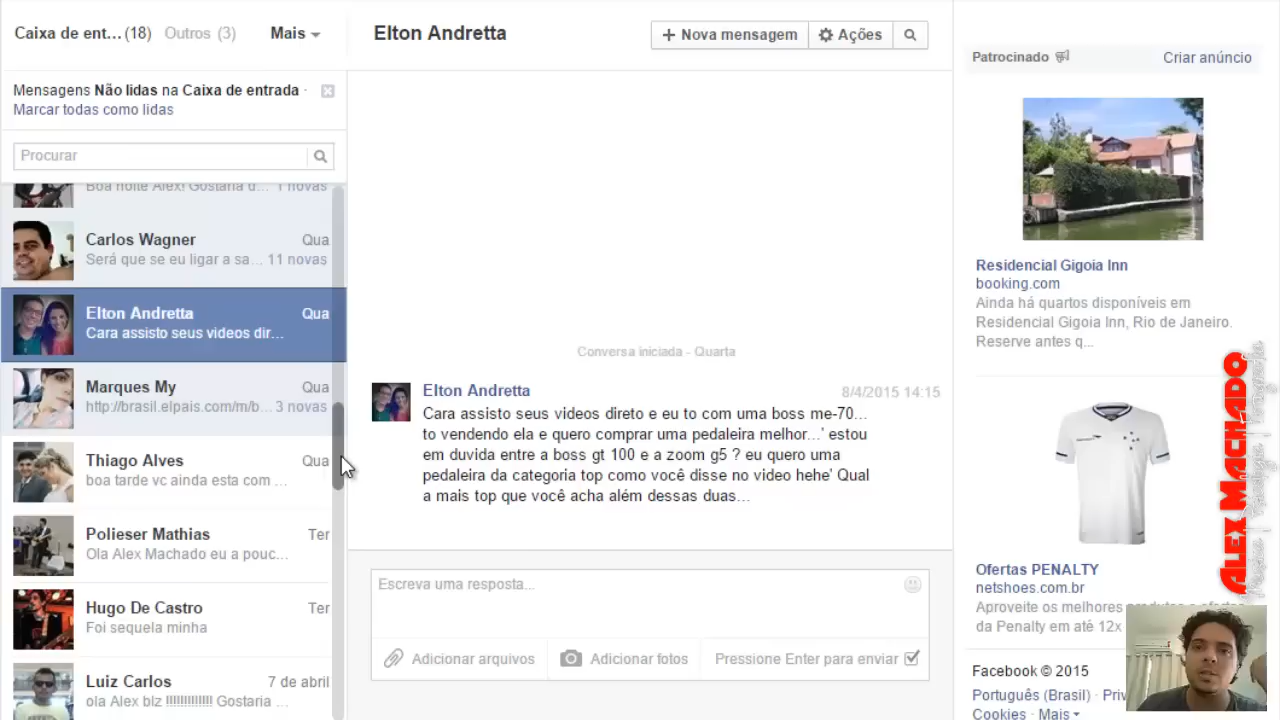 Caixa de ent... (18) Outros (3) Mais
Mensagens Não lidas na Caixa de entrada ·
Marcar todas como lidas
Procurar
Boa noite Alex! Gostaria d... 1 novas
Carlos Wagner Qua
Será que se eu ligar a sa... 11 novas
Elton Andretta Qua
Cara assisto seus videos dir...
Marques My Qua
http://brasil.elpais.com/m/b... 3 novas
Thiago Alves Qua
boa tarde vc ainda esta com ...
Polieser Mathias Ter
Ola Alex Machado eu a pouc...
Hugo De Castro Ter
Foi sequela minha
Luiz Carlos 7 de abril
ola Alex blz !!!!!!!!!!!!! Gostaria ...
Elton Andretta
Nova mensagem Ações
Conversa iniciada - Quarta
Elton Andretta 8/4/2015 14:15
Cara assisto seus videos direto e eu to com uma boss me-70...
to vendendo ela e quero comprar uma pedaleira melhor...' estou
em duvida entre a boss gt 100 e a zoom g5 ? eu quero uma
pedaleira da categoria top como você disse no video hehe' Qual
a mais top que você acha além dessas duas...
Escreva uma resposta...
Adicionar arquivos Adicionar fotos Pressione Enter para enviar
Patrocinado Criar anúncio
Residencial Gigoia Inn
booking.com
Ainda há quartos disponíveis em
Residencial Gigoia Inn, Rio de Janeiro.
Reserve antes q...
Ofertas PENALTY
netshoes.com.br
Aproveite os melhores produtos e
da Penalty em até 12x
Facebook © 2015
Português (Brasil) · Priv
Cookies · Mais
ALEX MACHADO